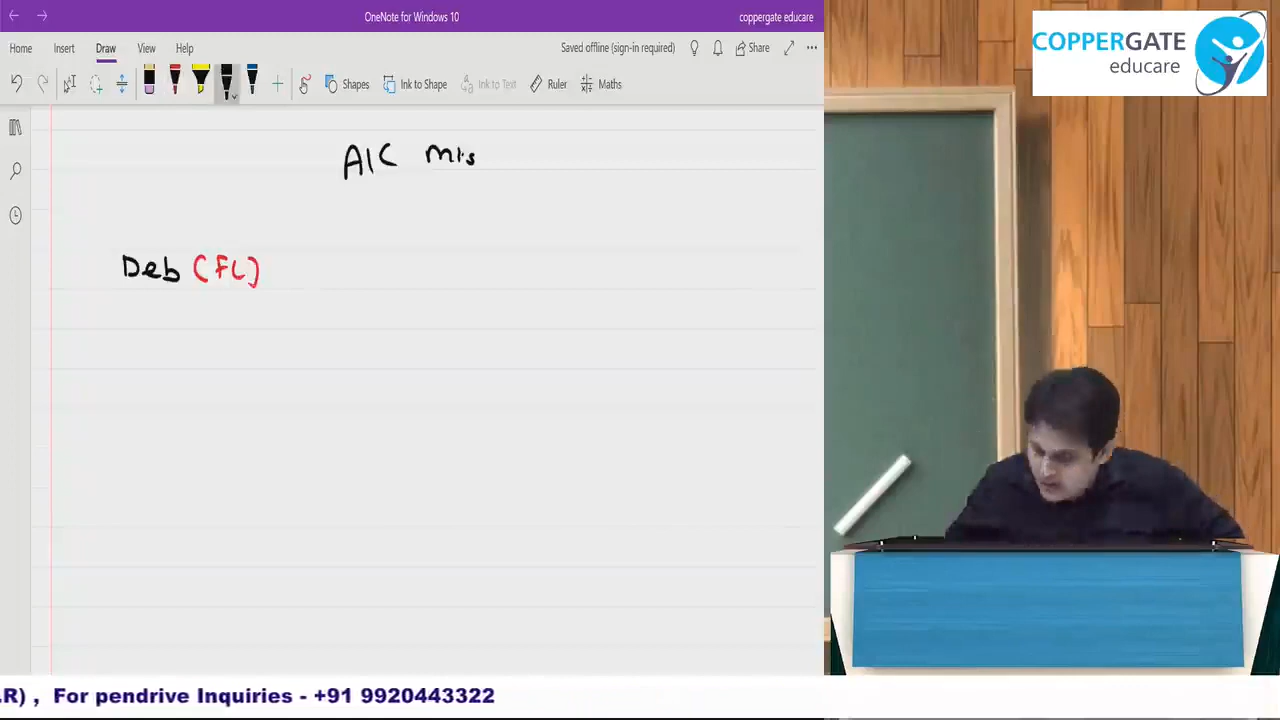 OneNote for Windows 10
coppergate educare
Home Insert Draw View Help
Saved offline (sign-in required) Share
Shapes Ink to Shape Ink to Text Ruler Maths
A/C Mis
Deb (FL)
COPPERGATE
educare
.R) , For pendrive Inquiries - +91 9920443322